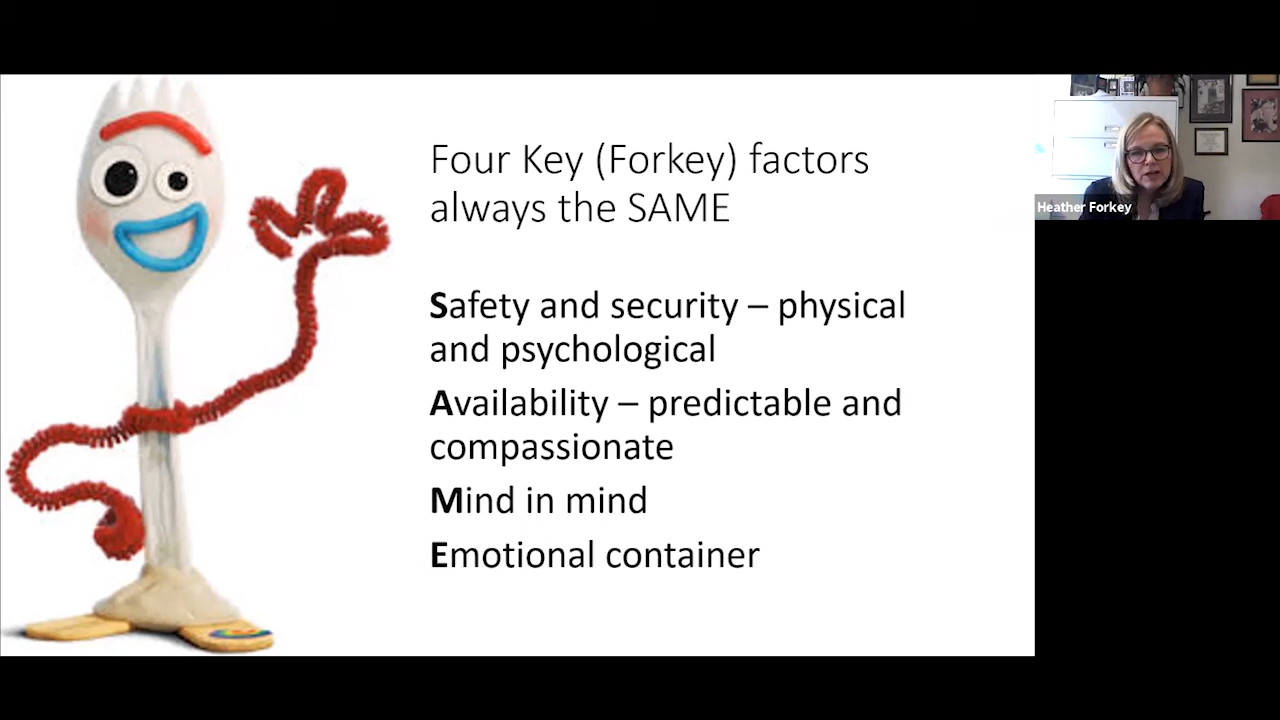 Four Key (Forkey) factors
always the SAME
Safety and security – physical
and psychological
Availability – predictable and
compassionate
Mind in mind
Emotional container
Heather Forkey